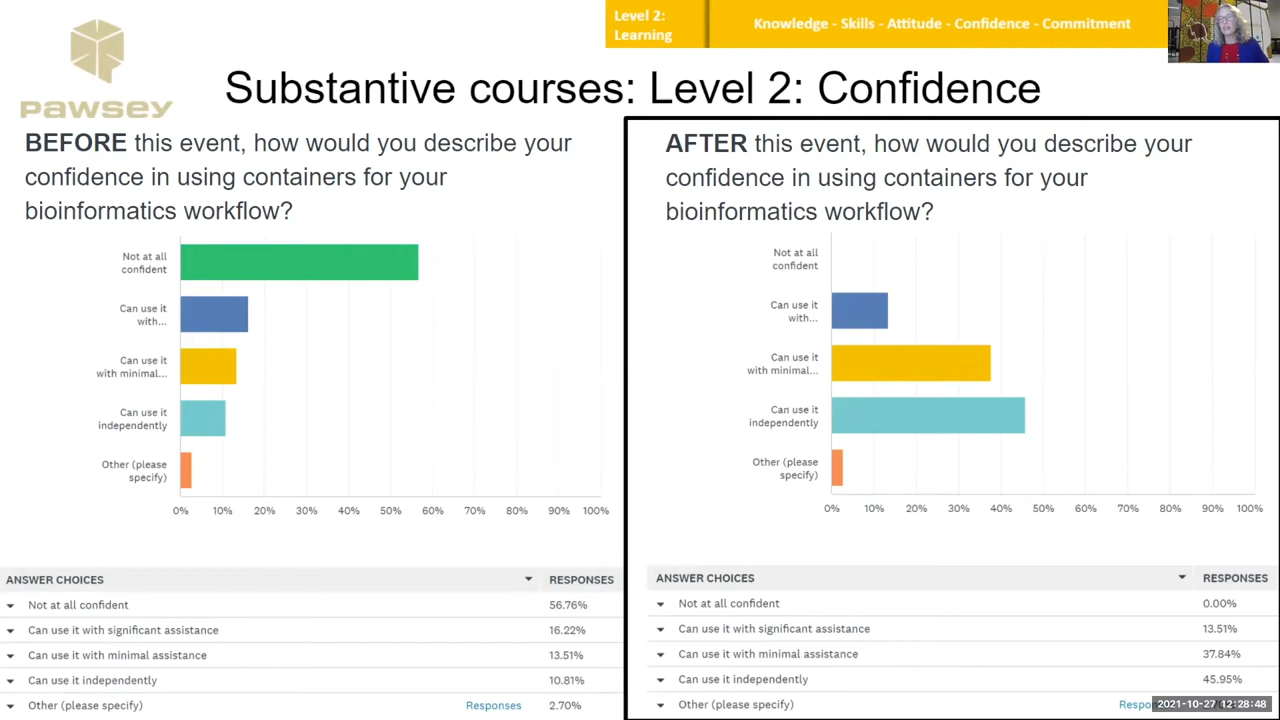 Level 2:
Learning
Knowledge - Skills - Attitude - Confidence - Commitment
PAWSEY
Substantive courses: Level 2: Confidence
BEFORE this event, how would you describe your
confidence in using containers for your
bioinformatics workflow?
Not at all
confident
Can use it
with...
Can use it
with minimal...
Can use it
independently
Other (please
specify)
0% 10% 20% 30% 40% 50% 60% 70% 80% 90% 100%
ANSWER CHOICES RESPONSES
Not at all confident 56.76%
Can use it with significant assistance 16.22%
Can use it with minimal assistance 13.51%
Can use it independently 10.81%
Other (please specify) Responses 2.70%
AFTER this event, how would you describe your
confidence in using containers for your
bioinformatics workflow?
Not at all
confident
Can use it
with...
Can use it
with minimal...
Can use it
independently
Other (please
specify)
0% 10% 20% 30% 40% 50% 60% 70% 80% 90% 100%
ANSWER CHOICES RESPONSES
Not at all confident 0.00%
Can use it with significant assistance 13.51%
Can use it with minimal assistance 37.84%
Can use it independently 45.95%
Other (please specify)
2021-10-27 12:28:48